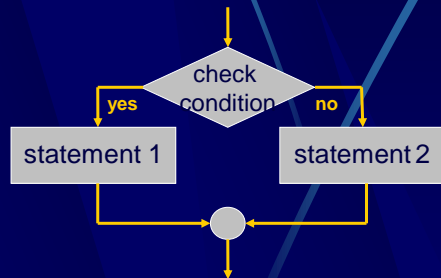 check
condition
yes
no
statement 1
statement 2